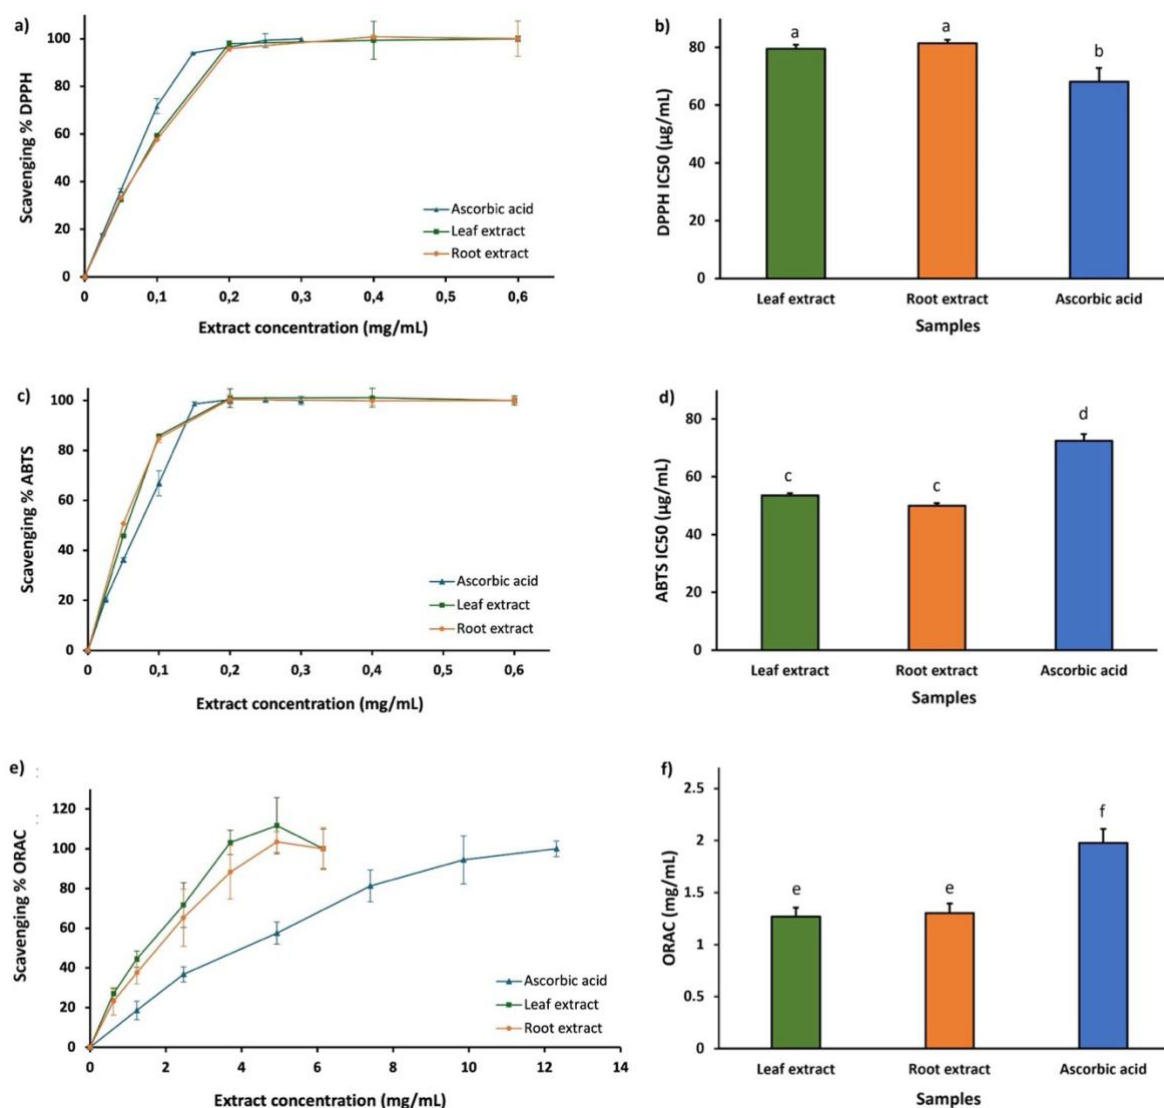 a)
Scavenging % DPPH
100
80
60
40
20
0
0 0,1 0,2 0,3 0,4 0,5 0,6
Extract concentration (mg/mL)
Ascorbic acid
Leaf extract
Root extract
b)
DPPH IC50 (µg/mL)
80
60
40
20
0
a
a
b
Leaf extract Root extract Ascorbic acid
Samples
c)
Scavenging % ABTS
100
80
60
40
20
0
0 0,1 0,2 0,3 0,4 0,5 0,6
Extract concentration (mg/mL)
Ascorbic acid
Leaf extract
Root extract
d)
ABTS IC50 (µg/mL)
80
60
40
20
0
c
c
d
Leaf extract Root extract Ascorbic acid
Samples
e)
Scavenging % ORAC
120
100
80
60
40
20
0
0 2 4 6 8 10 12 14
Extract concentration (mg/mL)
Ascorbic acid
Leaf extract
Root extract
f)
ORAC (mg/mL)
2.5
2
1.5
1
0.5
0
e
e
f
Leaf extract Root extract Ascorbic acid
Samples